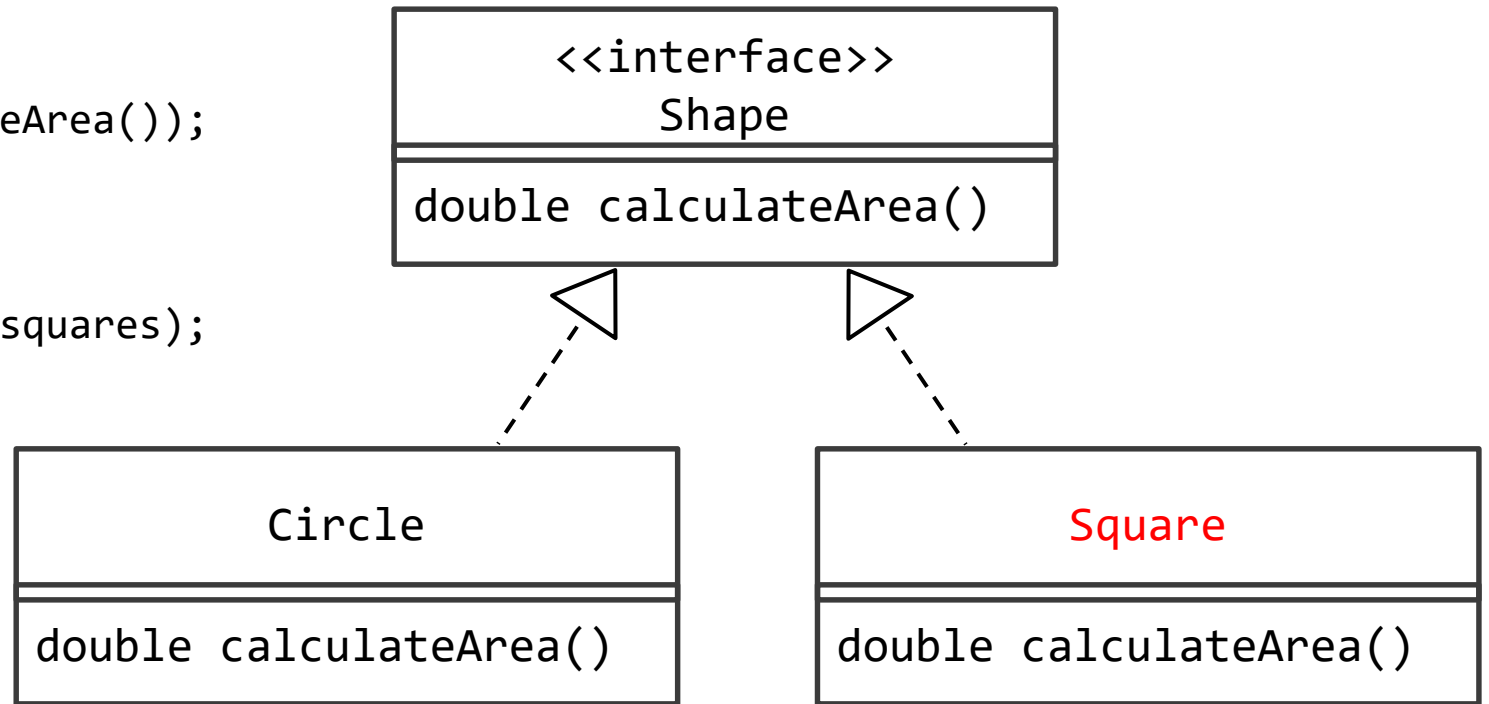 <<interface>>
Shape
eArea());
double calculateArea()
squares);
Circle
Square
double calculateArea()
double calculateArea()